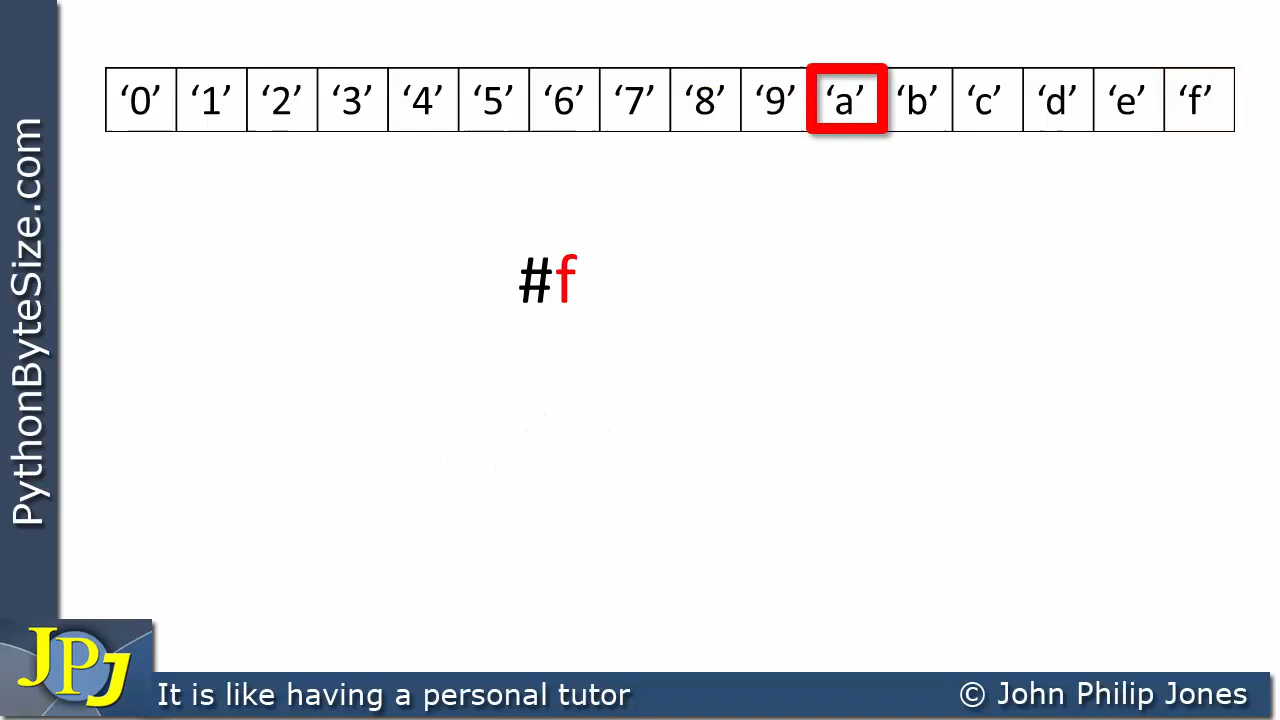 ‘0’ ‘1’ ‘2’ ‘3’ ‘4’ ‘5’ ‘6’ ‘7’ ‘8’ ‘9’ ‘a’ ‘b’ ‘c’ ‘d’ ‘e’ ‘f’
#f
PythonByteSize.com
JPJ
It is like having a personal tutor
© John Philip Jones